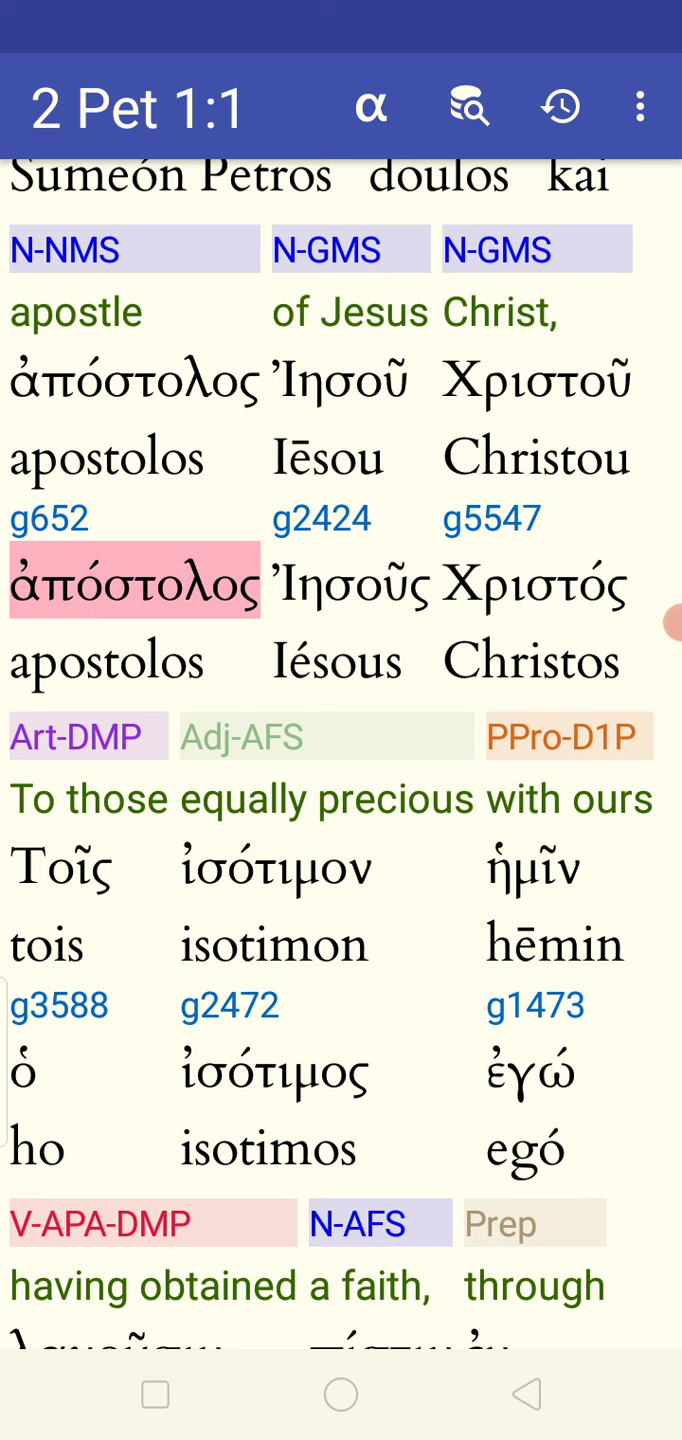 2 Pet 1:1 α
Sumeón Petros doulos kai
N-NMS N-GMS N-GMS
apostle of Jesus Christ,
ἀπόστολος Ἰησοῦ Χριστοῦ
apostolos Iēsou Christou
g652 g2424 g5547
ἀπόστολος Ἰησοῦς Χριστός
apostolos Iésous Christos
Art-DMP Adj-AFS PPro-D1P
To those equally precious with ours
Τοῖς ἰσότιμον ἡμῖν
tois isotimon hēmin
g3588 g2472 g1473
ὁ ἰσότιμος ἐγώ
ho isotimos egó
V-APA-DMP N-AFS Prep
having obtained a faith, through